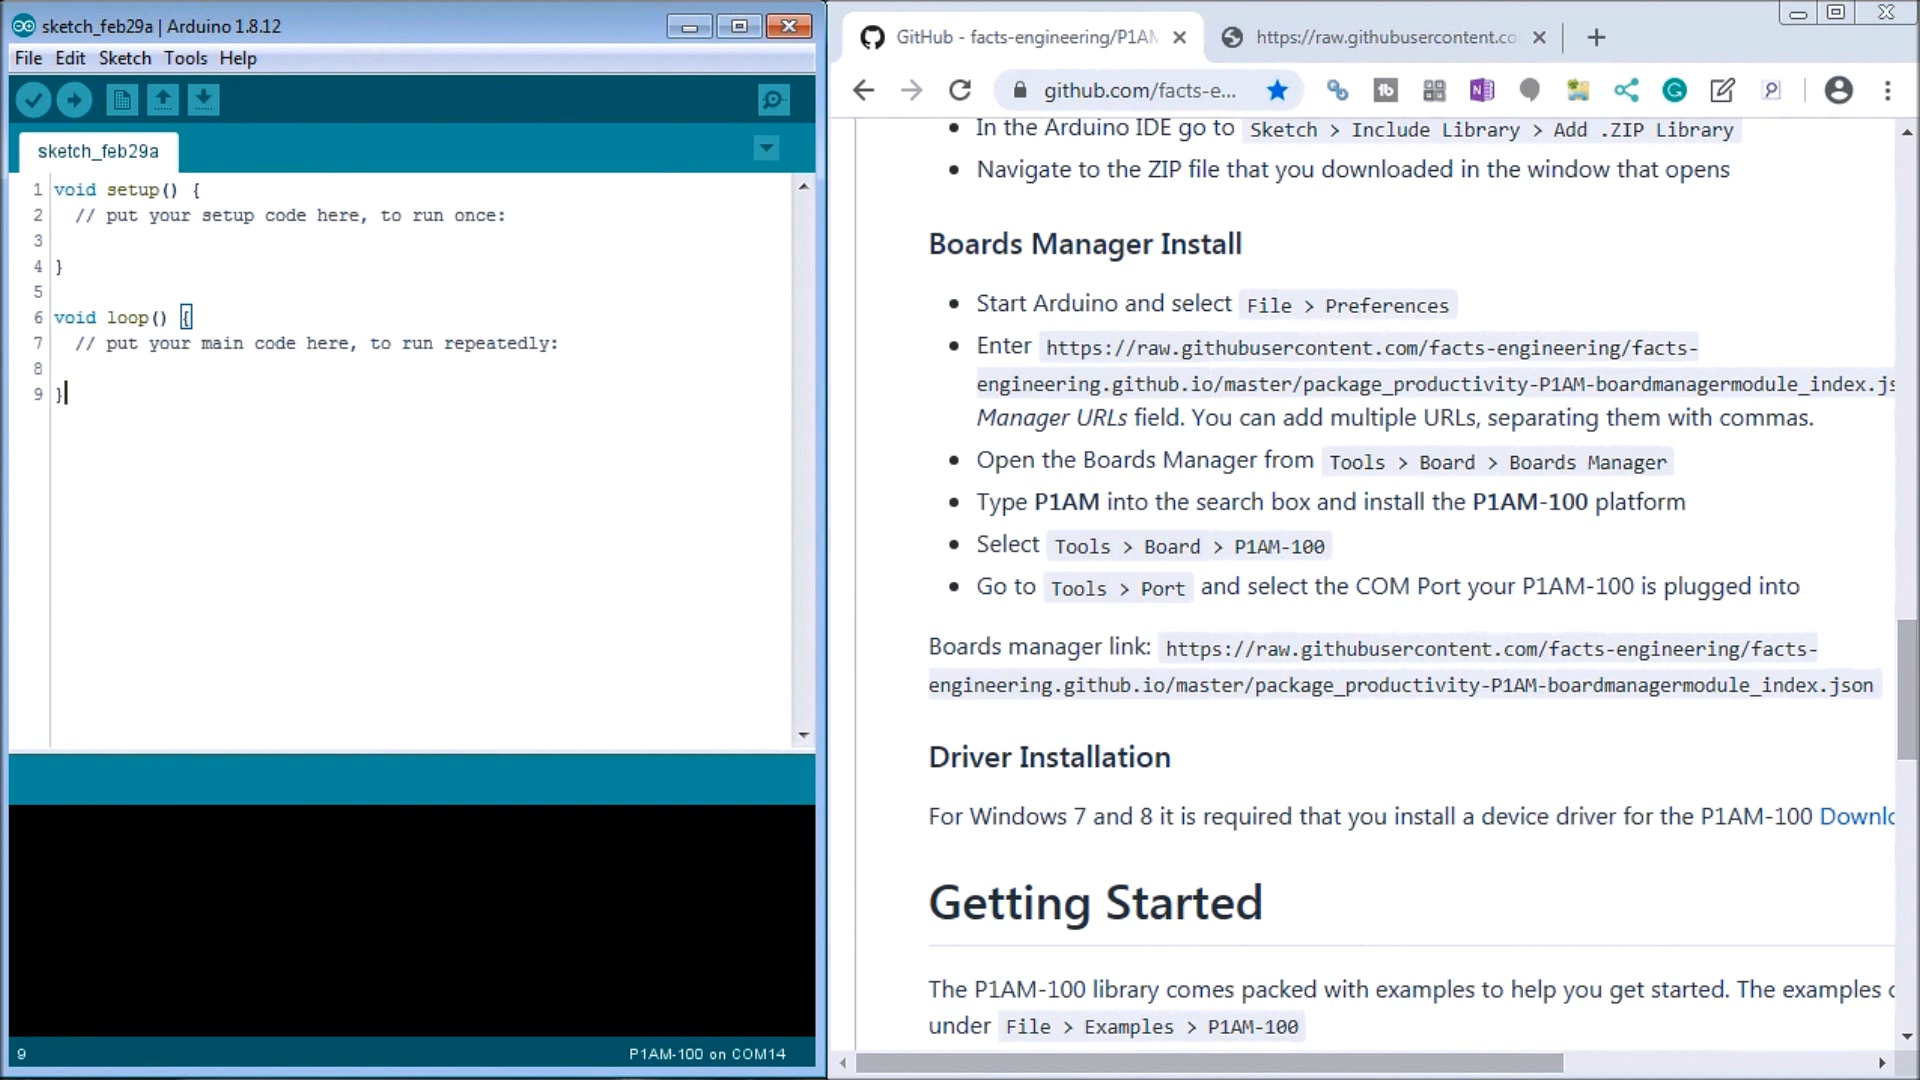 sketch_feb29a | Arduino 1.8.12
File Edit Sketch Tools Help
sketch_feb29a
1 void setup() {
2 // put your setup code here, to run once:
3
4 }
5
6 void loop() {
7 // put your main code here, to run repeatedly:
8
9 }
9
P1AM-100 on COM14
GitHub - facts-engineering/P1AM
https://raw.githubusercontent.co
github.com/facts-e...
In the Arduino IDE go to Sketch > Include Library > Add .ZIP Library
Navigate to the ZIP file that you downloaded in the window that opens
Boards Manager Install
Start Arduino and select File > Preferences
Enter https://raw.githubusercontent.com/facts-engineering/facts-
engineering.github.io/master/package_productivity-P1AM-boardmanagermodule_index.js
Manager URLs field. You can add multiple URLs, separating them with commas.
Open the Boards Manager from Tools > Board > Boards Manager
Type P1AM into the search box and install the P1AM-100 platform
Select Tools > Board > P1AM-100
Go to Tools > Port and select the COM Port your P1AM-100 is plugged into
Boards manager link: https://raw.githubusercontent.com/facts-engineering/facts-
engineering.github.io/master/package_productivity-P1AM-boardmanagermodule_index.json
Driver Installation
For Windows 7 and 8 it is required that you install a device driver for the P1AM-100 Downlo
Getting Started
The P1AM-100 library comes packed with examples to help you get started. The examples c
under File > Examples > P1AM-100